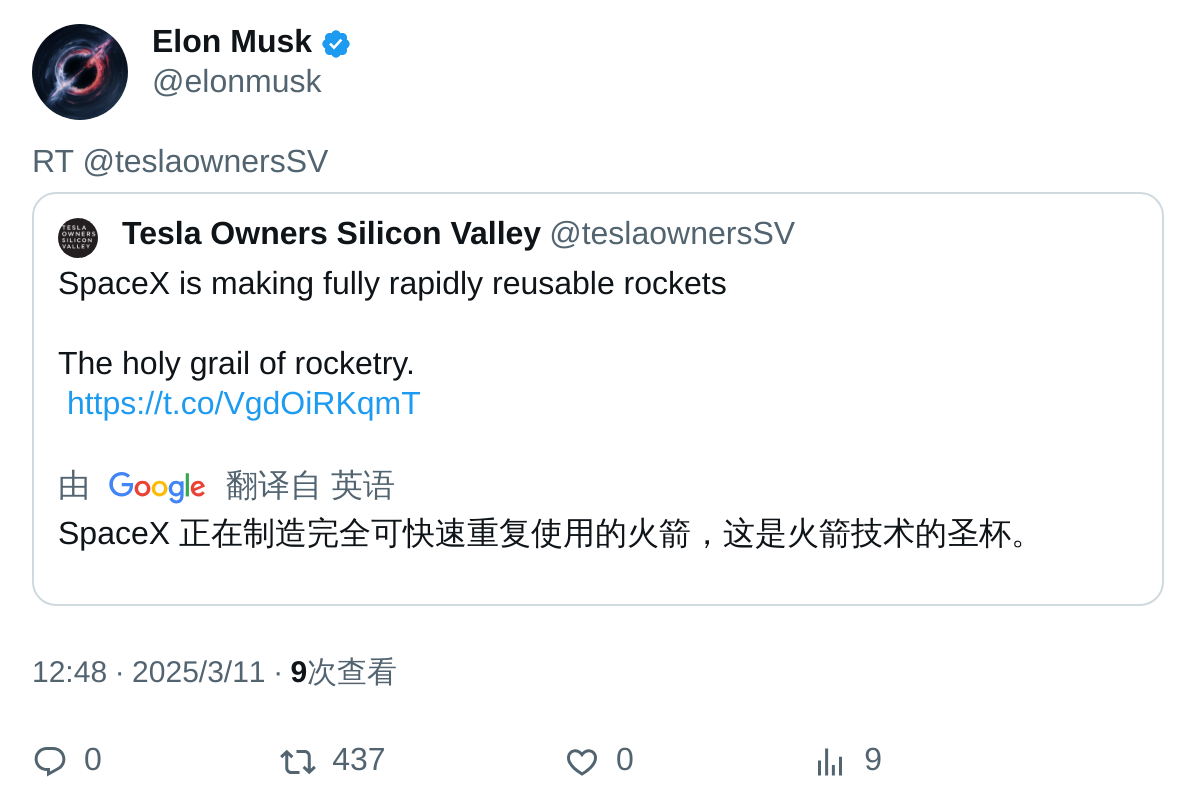 Elon Musk
@elonmusk
RT @teslaownersSV
TESLA
OWNERS
SILICON
VALLEY
Tesla Owners Silicon Valley @teslaownersSV
SpaceX is making fully rapidly reusable rockets
The holy grail of rocketry.
https://t.co/VgdOiRKqmT
由 Google 翻译自 英语
SpaceX 正在制造完全可快速重复使用的火箭，这是火箭技术的圣杯。
12:48 · 2025/3/11 · 9次查看
0 437 0 9